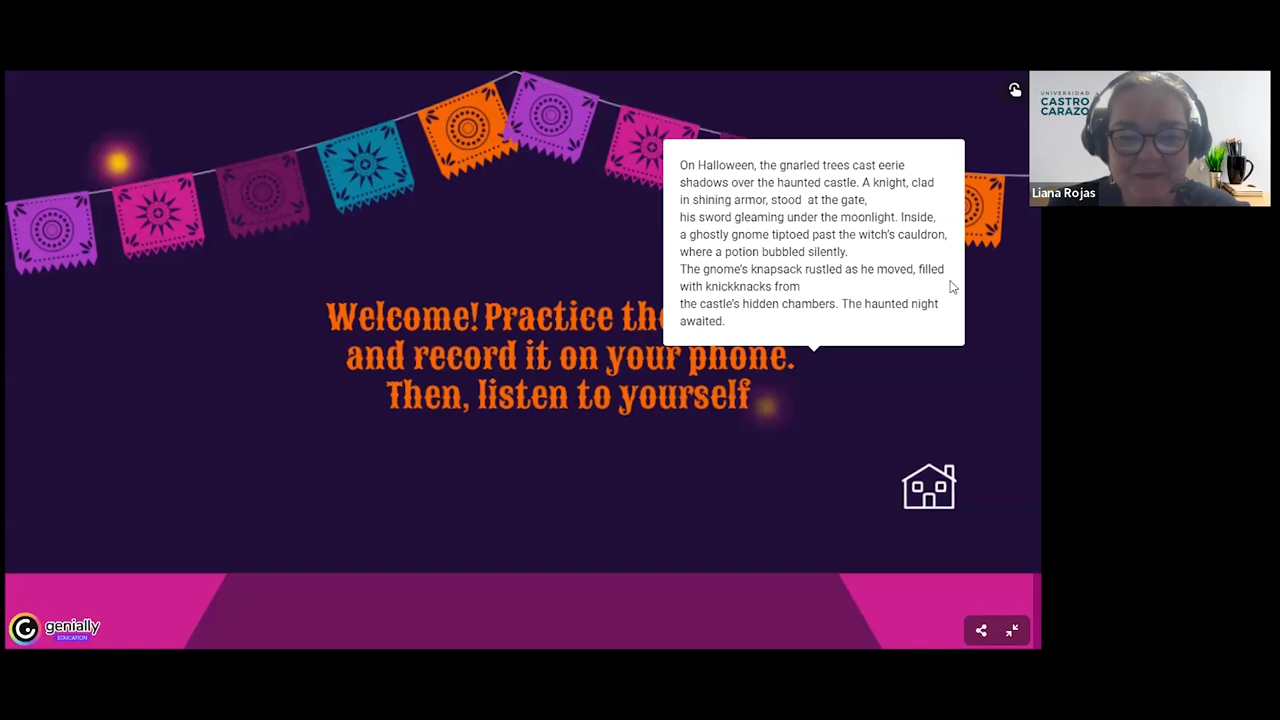 On Halloween, the gnarled trees cast eerie
shadows over the haunted castle. A knight, clad
in shining armor, stood  at the gate,
his sword gleaming under the moonlight. Inside,
a ghostly gnome tiptoed past the witch's cauldron,
where a potion bubbled silently.
The gnome's knapsack rustled as he moved, filled
with knickknacks from
the castle's hidden chambers. The haunted night
awaited.
Welcome! Practice the
and record it on your phone.
Then, listen to yourself
genially
EDUCATION
UNIVERSIDAD
CASTRO
CARAZO
Liana Rojas